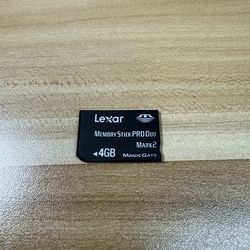 Lexar
MEMORY STICK PRO DUO
MARK2
4GB
MAGICGATE